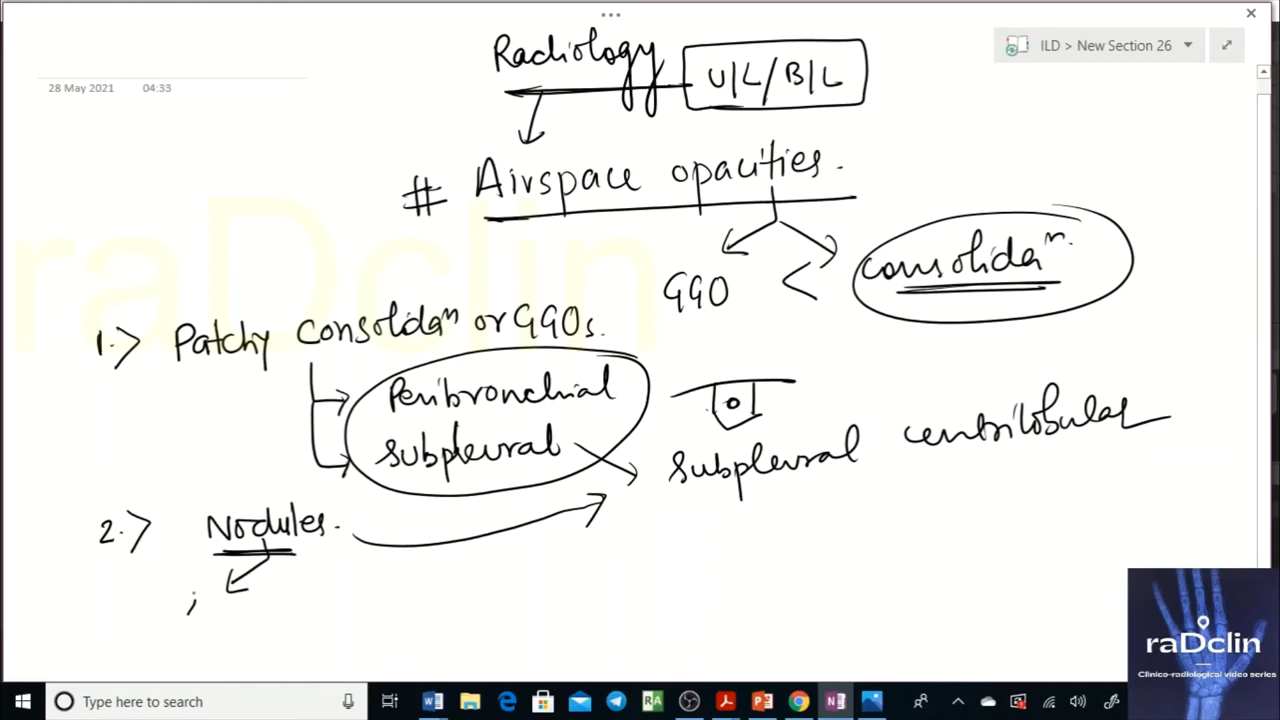 ILD > New Section 26
28 May 2021 04:33
Radiology U/L/B/L
# Airspace opacities.
GGO < consolidaⁿ.
1.> Patchy Consolidaⁿ or GGOs.
Peribronchial
subpleural
subpleural centrilobular
2.> Nodules.
;
raDclin
raDclin
Clinico-radiological video series
Type here to search